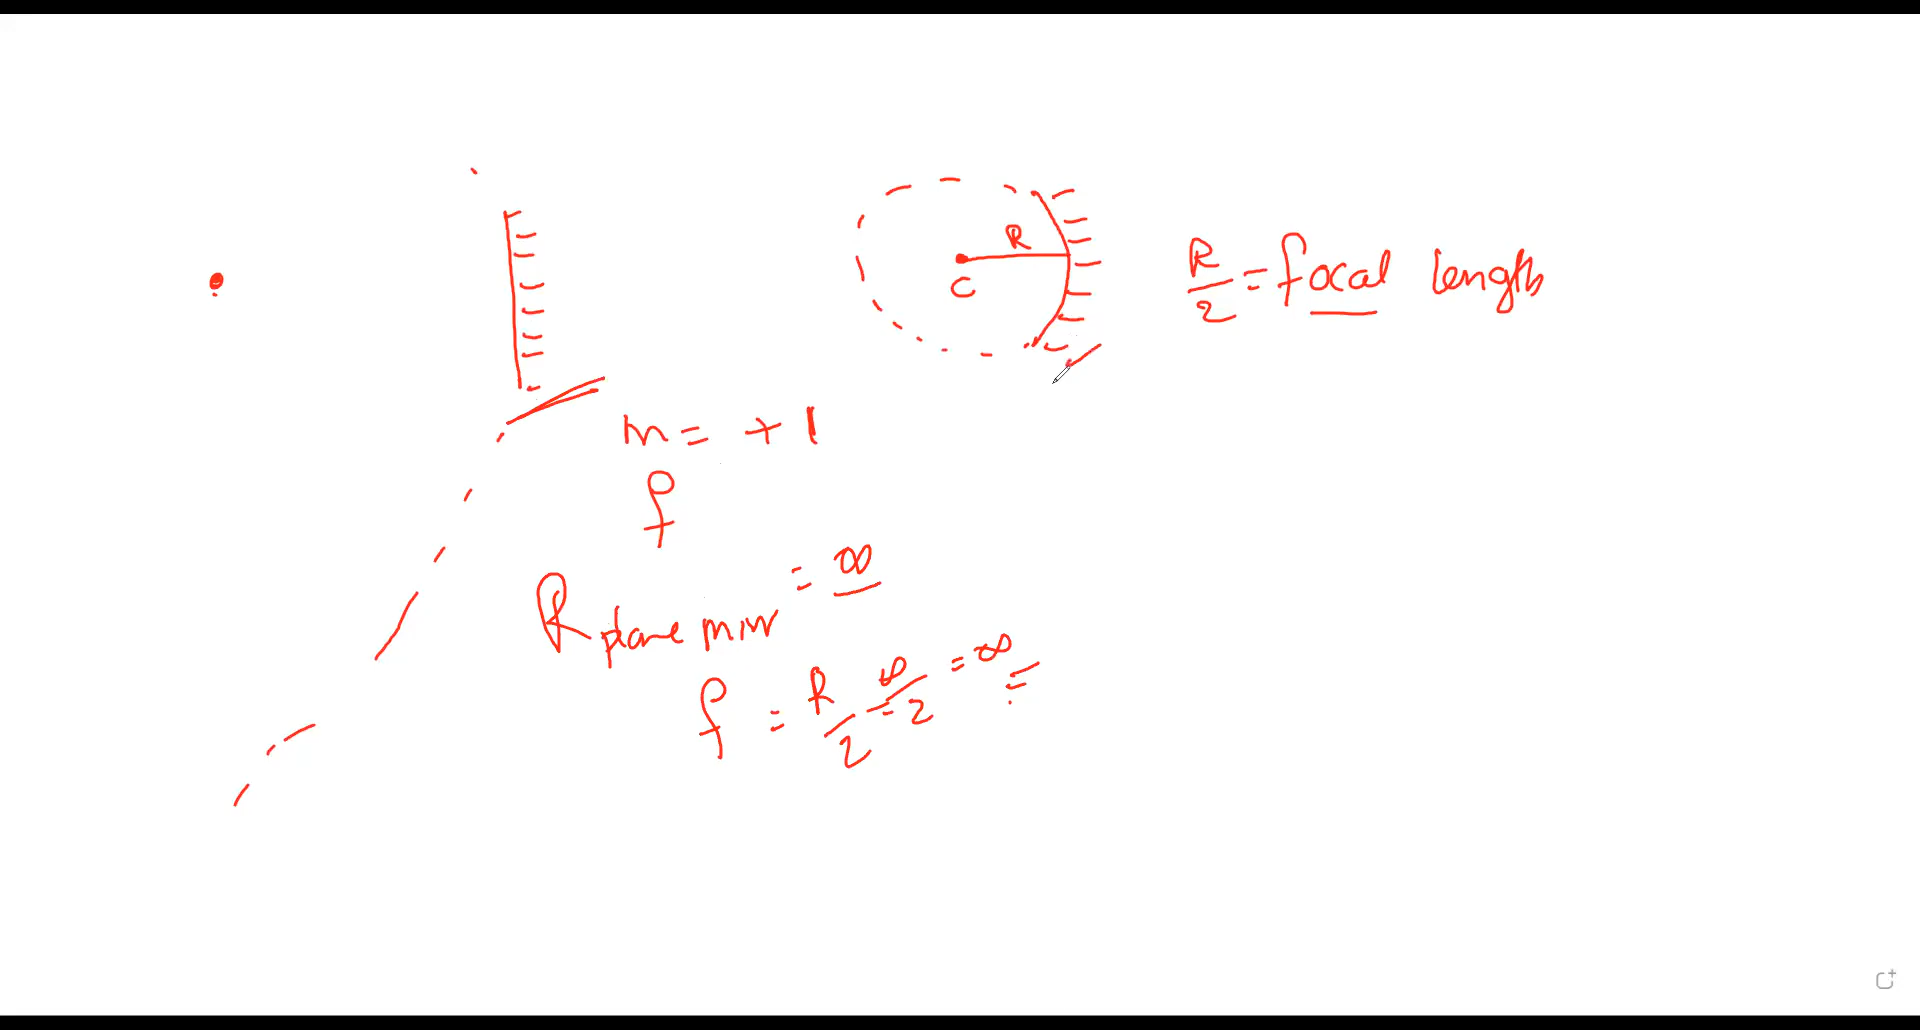 R
C
R/2 = focal length
m = +1
f
R plane mirr = ∞
f = R/2 = ∞/2 = ∞